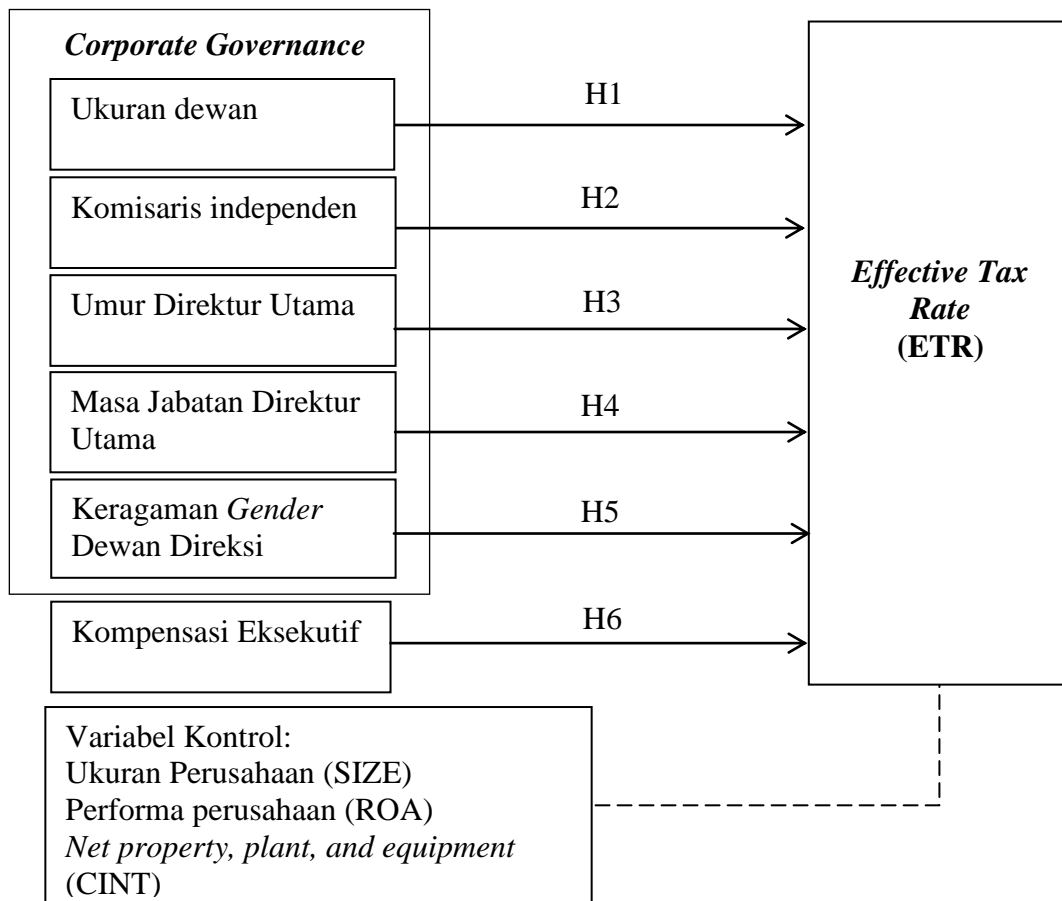 Corporate Governance
Ukuran dewan
H1
Komisaris independen
H2
Umur Direktur Utama
H3
Masa Jabatan Direktur
Utama
H4
Keragaman Gender
Dewan Direksi
H5
Kompensasi Eksekutif
H6
Effective Tax
Rate
(ETR)
Variabel Kontrol:
Ukuran Perusahaan (SIZE)
Performa perusahaan (ROA)
Net property, plant, and equipment
(CINT)